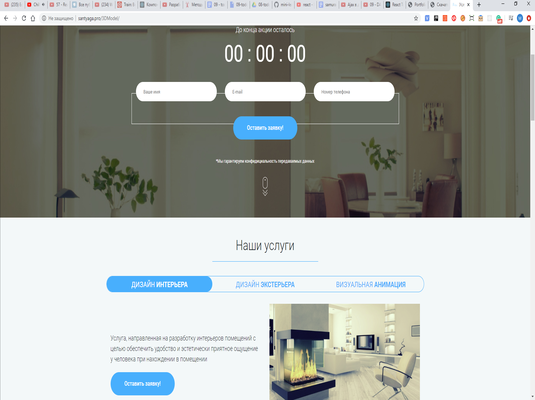 Не защищено
santyaga.proj/3DModel/
До конца акции осталось
00 : 00 : 00
Ваше имя
E-mail
Номер телефона
Оставить заявку!
*Мы гарантируем конфиденциальность передаваемых данных
Наши услуги
ДИЗАЙН ИНТЕРЬЕРА
ДИЗАЙН ЭКСТЕРЬЕРА
ВИЗУАЛЬНАЯ АНИМАЦИЯ
Услуга, направленная на разработку интерьеров помещений с
целью обеспечить удобство и эстетически приятное ощущение
у человека при нахождении в помещении
Оставить заявку!